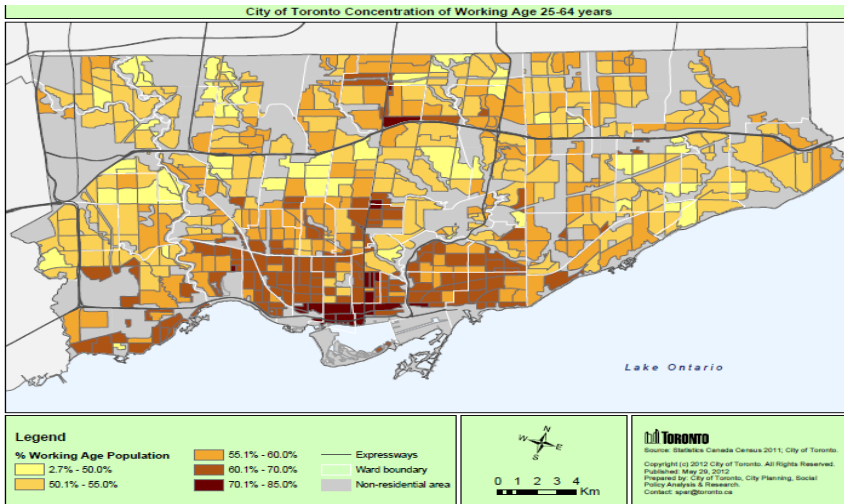 City of Toronto Concentration of Working Age 25-64 years
Lake Ontario
Legend
% Working Age Population
2.7% - 50.0%
50.1% - 55.0%
55.1% - 60.0%
60.1% - 70.0%
70.1% - 85.0%
Expressways
Ward boundary
Non-residential area
N
W
E
S
0 1 2 3 4
Km
TORONTO
Source: Statistics Canada Census 2011; City of Toronto.
Copyright (c) 2012 City of Toronto. All Rights Reserved.
Published: May 29, 2012
Prepared by: City of Toronto, City Planning, Social
Policy Analysis & Research.
Contact: spar@toronto.ca